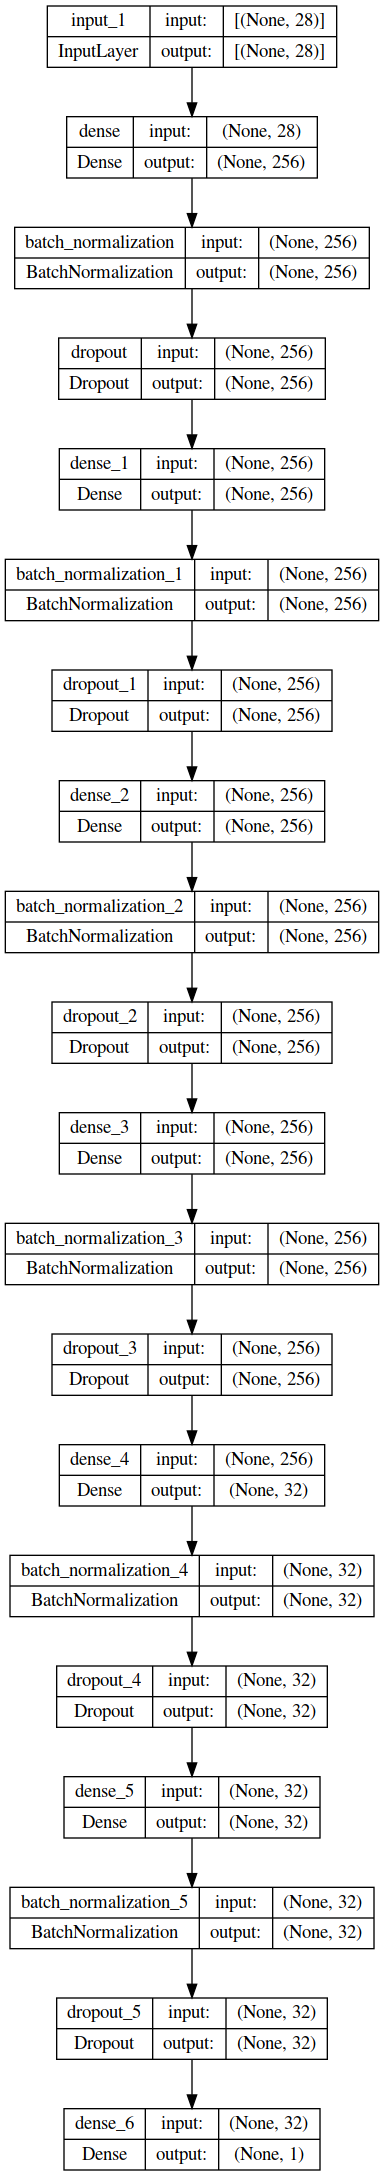 input_1 input: [(None, 28)]
InputLayer output: [(None, 28)]
dense input: (None, 28)
Dense output: (None, 256)
batch_normalization input: (None, 256)
BatchNormalization output: (None, 256)
dropout input: (None, 256)
Dropout output: (None, 256)
dense_1 input: (None, 256)
Dense output: (None, 256)
batch_normalization_1 input: (None, 256)
BatchNormalization output: (None, 256)
dropout_1 input: (None, 256)
Dropout output: (None, 256)
dense_2 input: (None, 256)
Dense output: (None, 256)
batch_normalization_2 input: (None, 256)
BatchNormalization output: (None, 256)
dropout_2 input: (None, 256)
Dropout output: (None, 256)
dense_3 input: (None, 256)
Dense output: (None, 256)
batch_normalization_3 input: (None, 256)
BatchNormalization output: (None, 256)
dropout_3 input: (None, 256)
Dropout output: (None, 256)
dense_4 input: (None, 256)
Dense output: (None, 32)
batch_normalization_4 input: (None, 32)
BatchNormalization output: (None, 32)
dropout_4 input: (None, 32)
Dropout output: (None, 32)
dense_5 input: (None, 32)
Dense output: (None, 32)
batch_normalization_5 input: (None, 32)
BatchNormalization output: (None, 32)
dropout_5 input: (None, 32)
Dropout output: (None, 32)
dense_6 input: (None, 32)
Dense output: (None, 1)